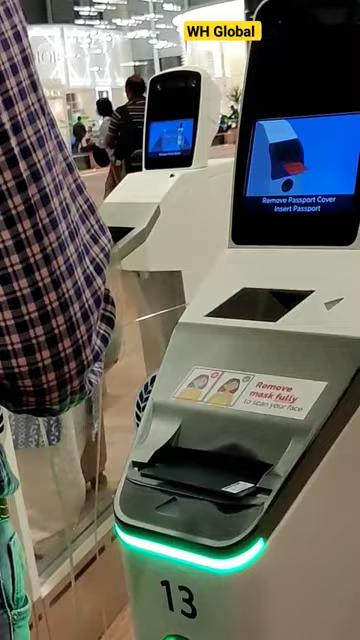 WH Global
Remove Passport Cover
Insert Passport
Remove
mask fully
to scan your face
13